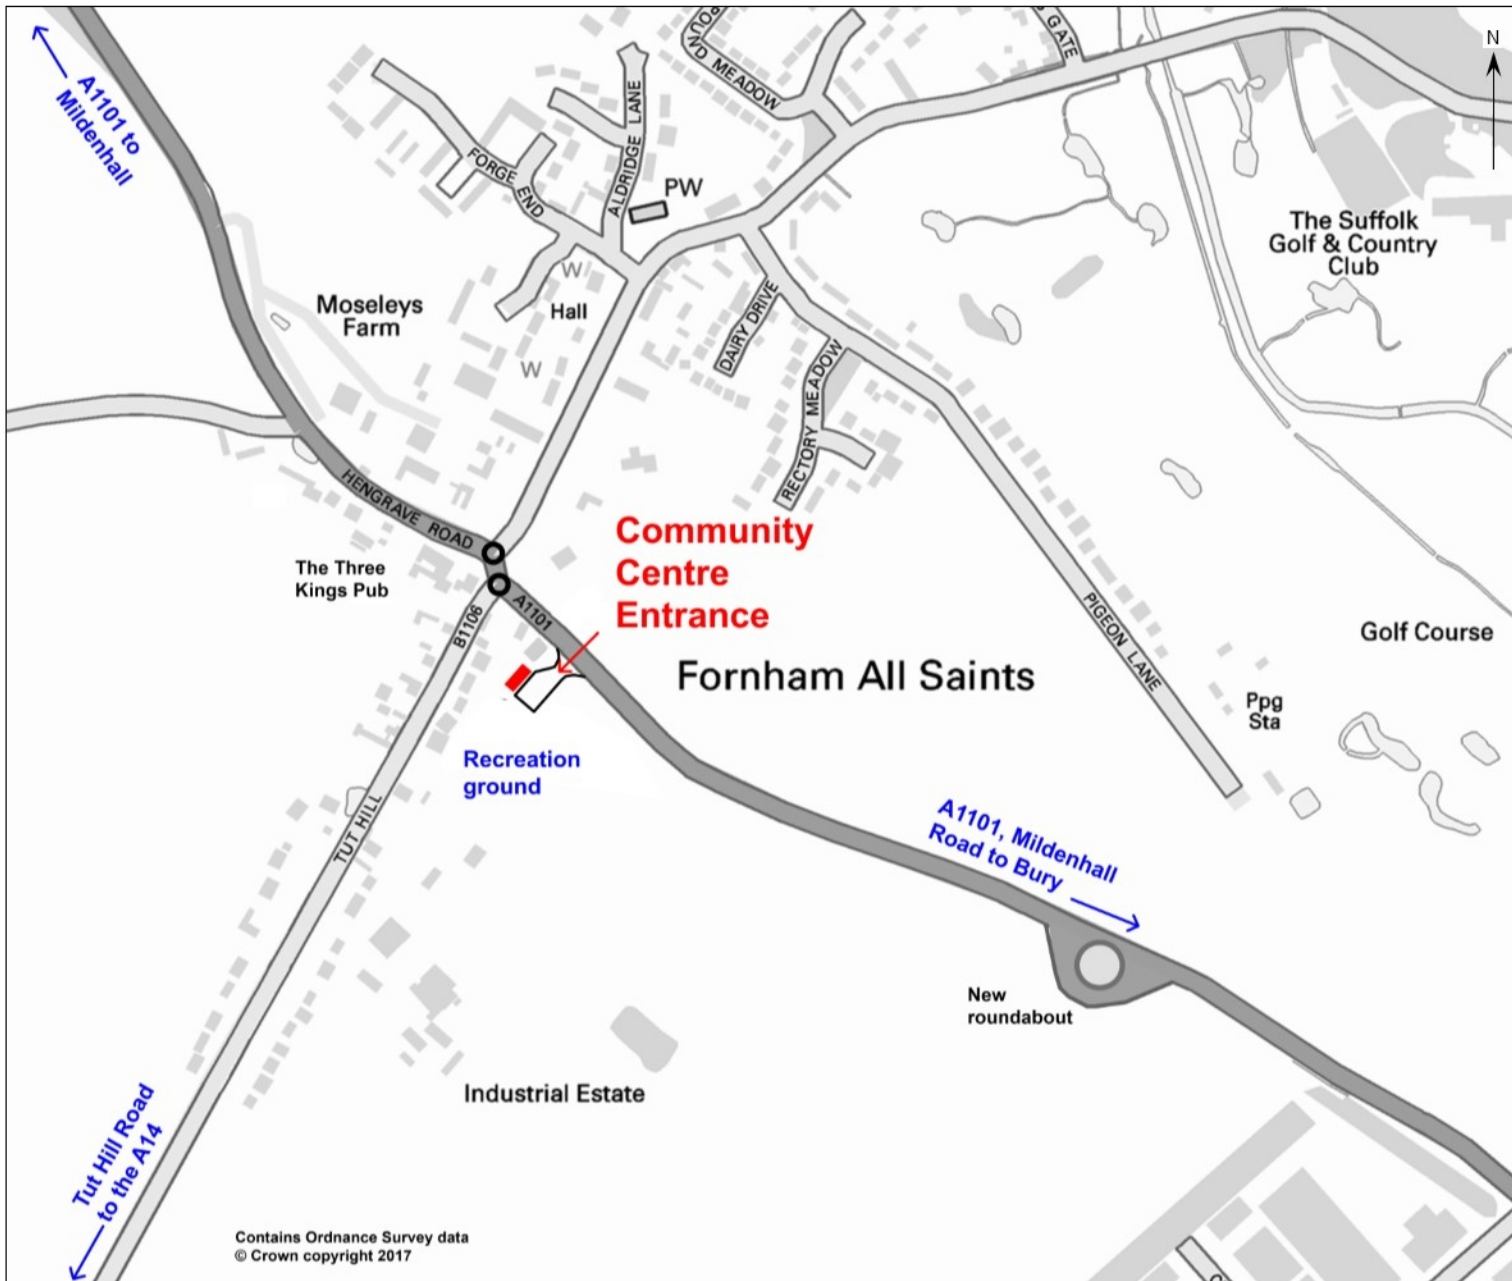 N
A1101 to
Mildenhall
POUND MEADOW
GATE
ALDRIDGE LANE
FORGE END
PW
The Suffolk
Golf & Country
Club
Moseleys
Farm
W
Hall
W
DAIRY DRIVE
RECTORY MEADOW
HENGRAVE ROAD
Community
Centre
Entrance
The Three
Kings Pub
B1106
A1101
PIGEON LANE
Golf Course
Fornham All Saints
Ppg
Sta
Recreation
ground
TUT HILL
A1101, Mildenhall
Road to Bury
New
roundabout
Industrial Estate
Tut Hill Road
to the A14
Contains Ordnance Survey data
© Crown copyright 2017